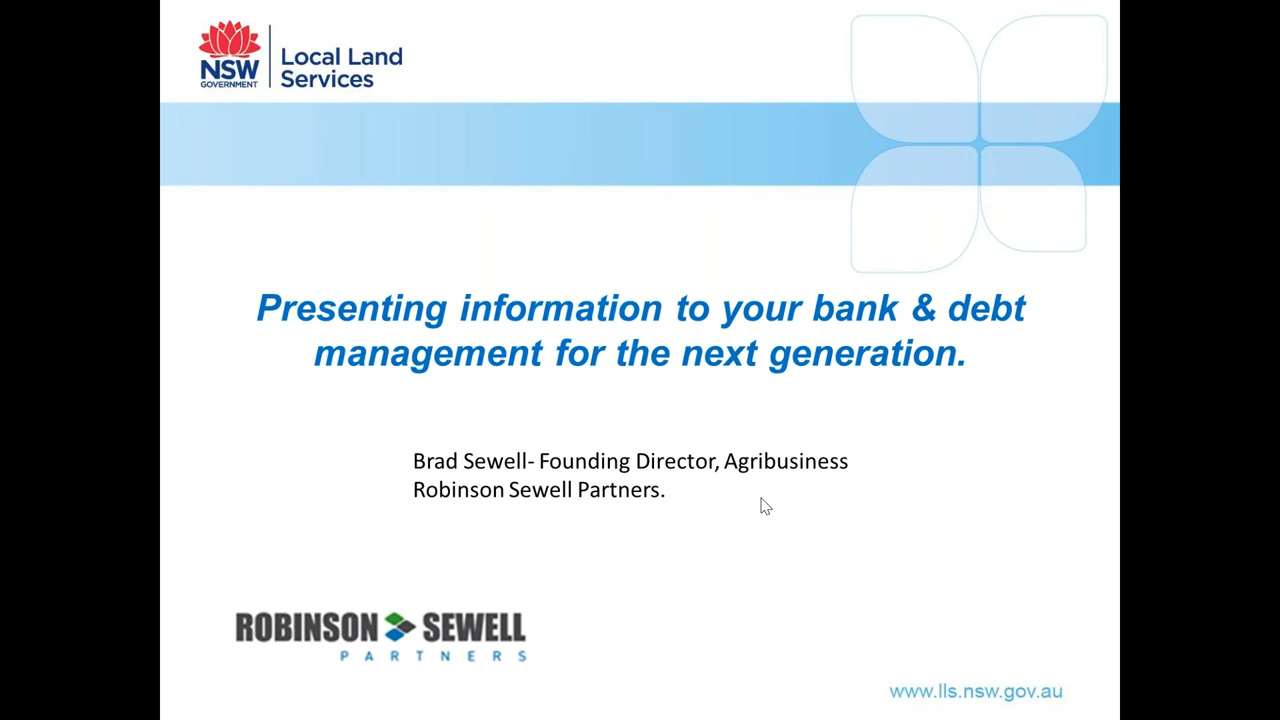 NSW
GOVERNMENT
Local Land
Services
Presenting information to your bank & debt
management for the next generation.
Brad Sewell- Founding Director, Agribusiness
Robinson Sewell Partners.
ROBINSON SEWELL
PARTNERS
www.lls.nsw.gov.au